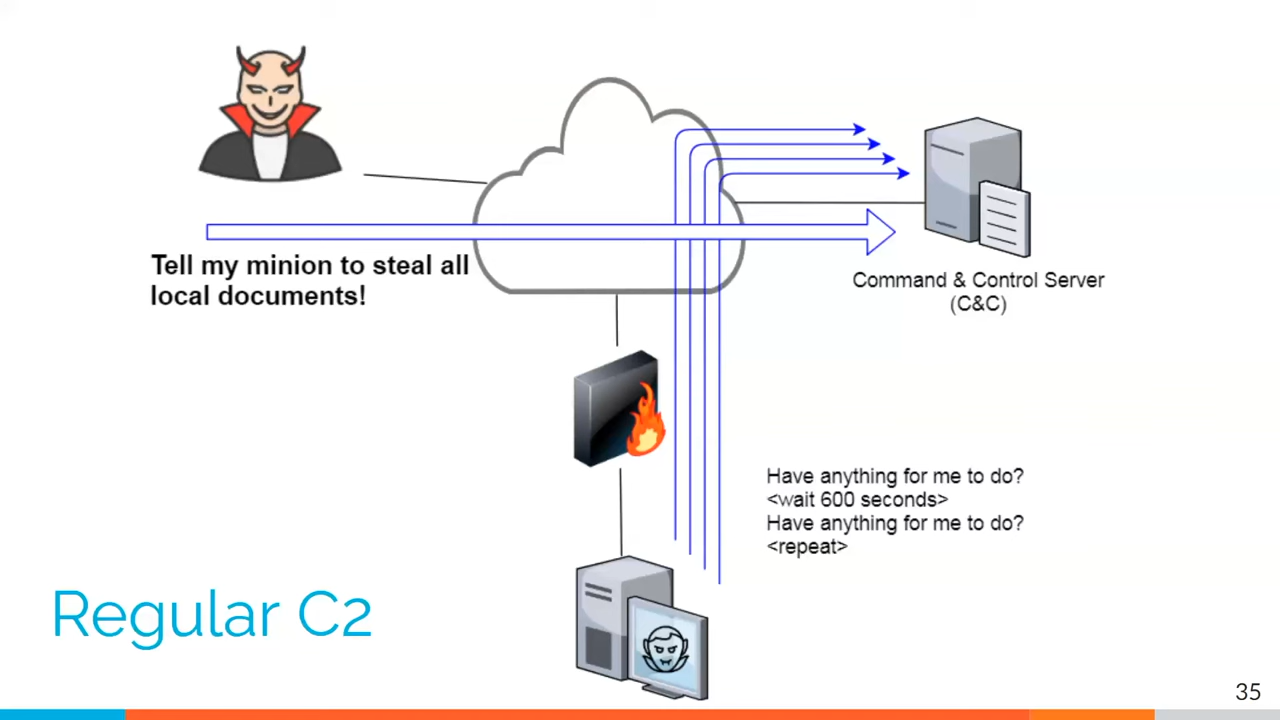 Tell my minion to steal all
local documents!
Command & Control Server
(C&C)
Have anything for me to do?
<wait 600 seconds>
Have anything for me to do?
<repeat>
Regular C2
35